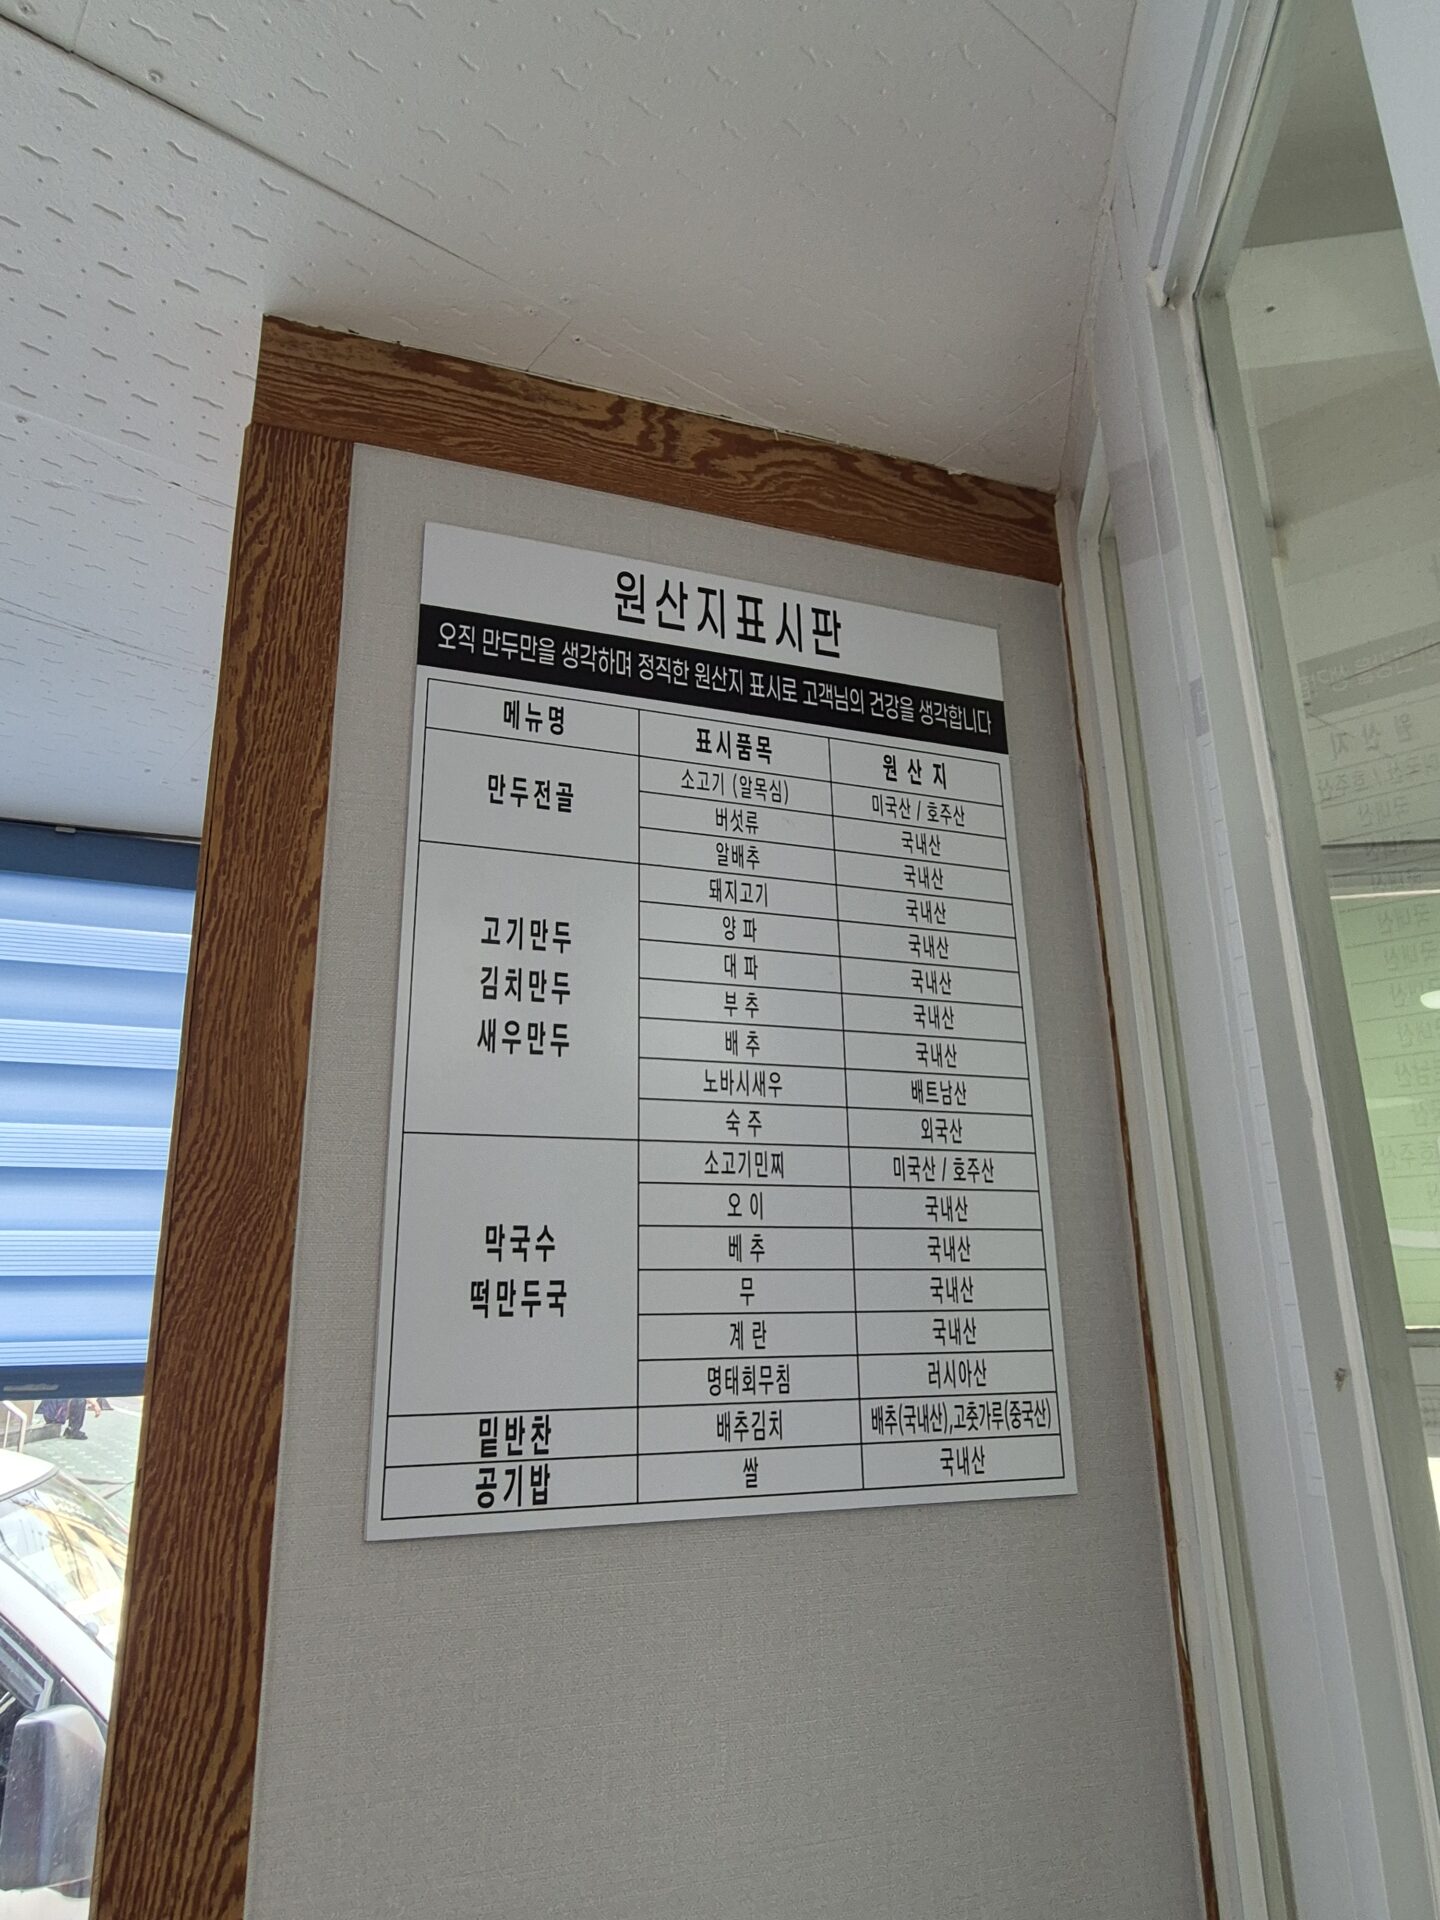 원산지표시판
오직 만두만을 생각하며 정직한 원산지 표시로 고객님의 건강을 생각합니다
메뉴명 표시품목 원 산 지
만두전골
소고기 (알목심) 미국산 / 호주산
버섯류 국내산
알배추 국내산
고기만두
김치만두
새우만두
돼지고기 국내산
양 파 국내산
대 파 국내산
부 추 국내산
배 추 국내산
노바시새우 배트남산
숙 주 외국산
막국수
떡만두국
소고기민찌 미국산 / 호주산
오 이 국내산
베 추 국내산
무 국내산
계 란 국내산
명태회무침 러시아산
밑반찬 배추김치 배추(국내산),고춧가루(중국산)
공기밥 쌀 국내산